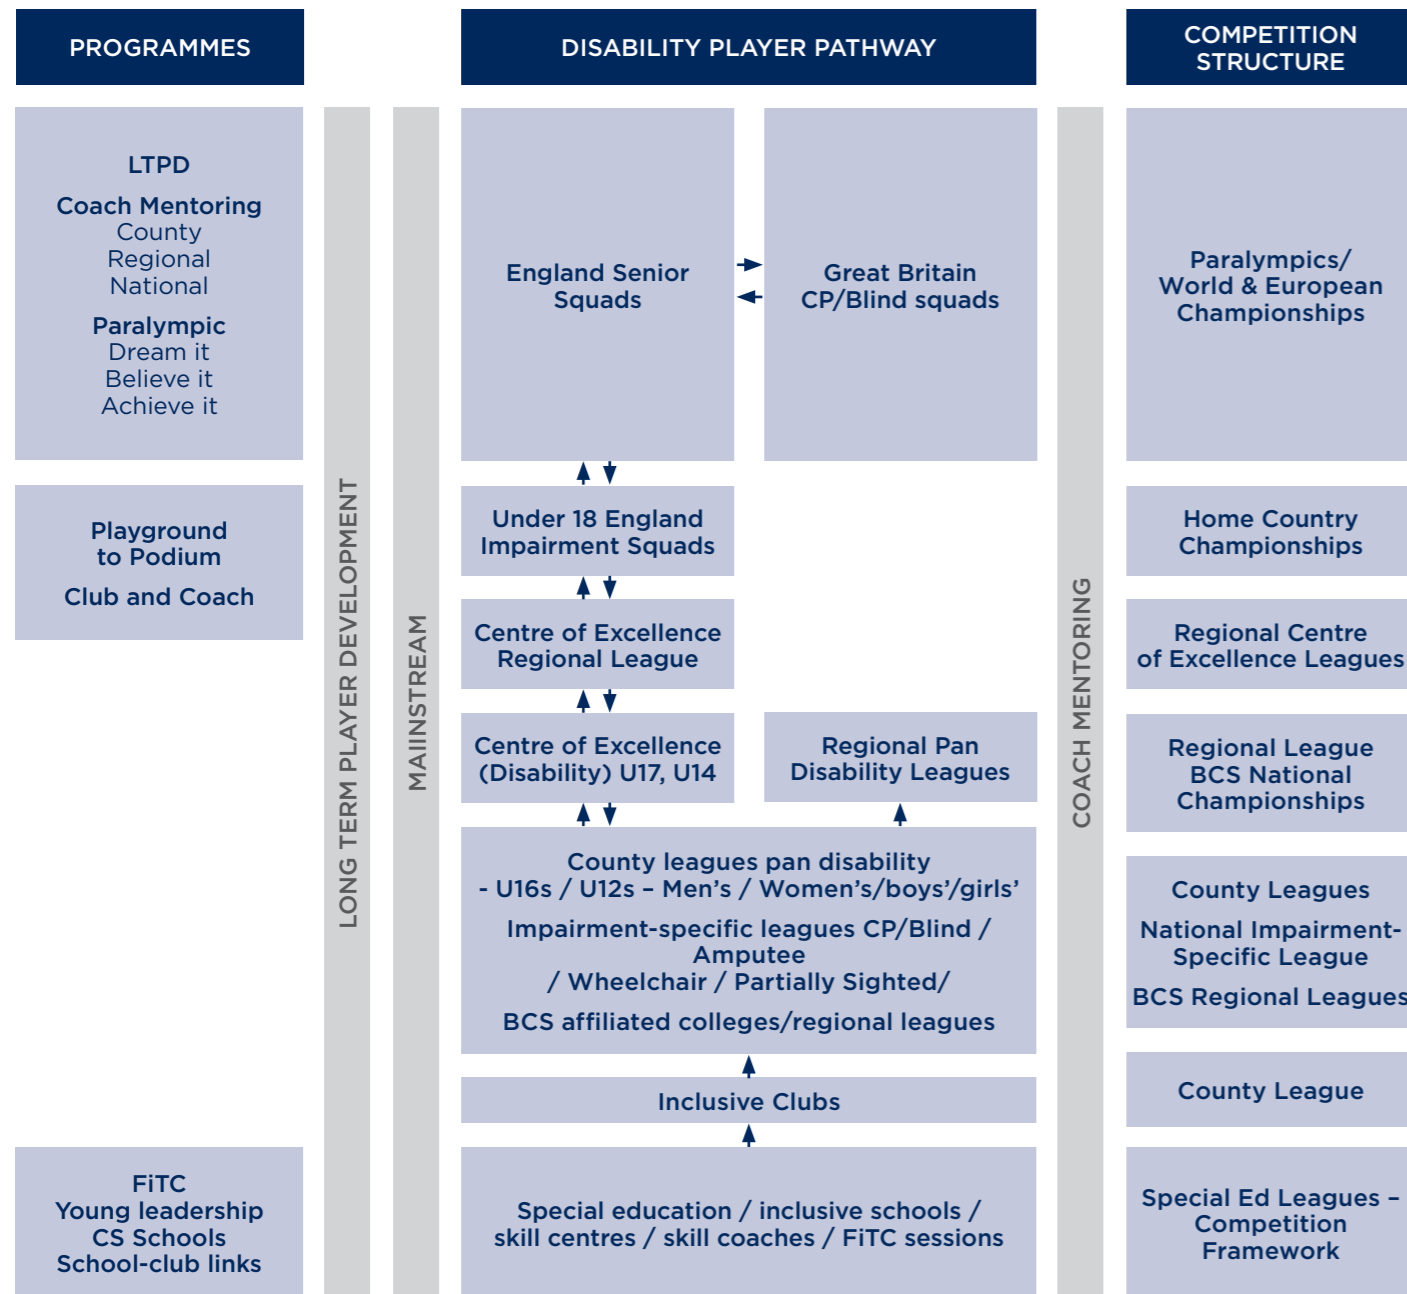 PROGRAMMES
DISABILITY PLAYER PATHWAY
COMPETITION
STRUCTURE
LTPD
Coach Mentoring
County
Regional
National
Paralympic
Dream it
Believe it
Achieve it
Playground
to Podium
Club and Coach
FiTC
Young leadership
CS Schools
School-club links
LONG TERM PLAYER DEVELOPMENT
MAIINSTREAM
England Senior
Squads
Great Britain
CP/Blind squads
Under 18 England
Impairment Squads
Centre of Excellence
Regional League
Centre of Excellence
(Disability) U17, U14
Regional Pan
Disability Leagues
County leagues pan disability
- U16s / U12s – Men’s / Women’s/boys’/girls’
Impairment-specific leagues CP/Blind /
Amputee
/ Wheelchair / Partially Sighted/
BCS affiliated colleges/regional leagues
Inclusive Clubs
Special education / inclusive schools /
skill centres / skill coaches / FiTC sessions
COACH MENTORING
Paralympics/
World & European
Championships
Home Country
Championships
Regional Centre
of Excellence Leagues
Regional League
BCS National
Championships
County Leagues
National Impairment-
Specific League
BCS Regional Leagues
County League
Special Ed Leagues –
Competition
Framework